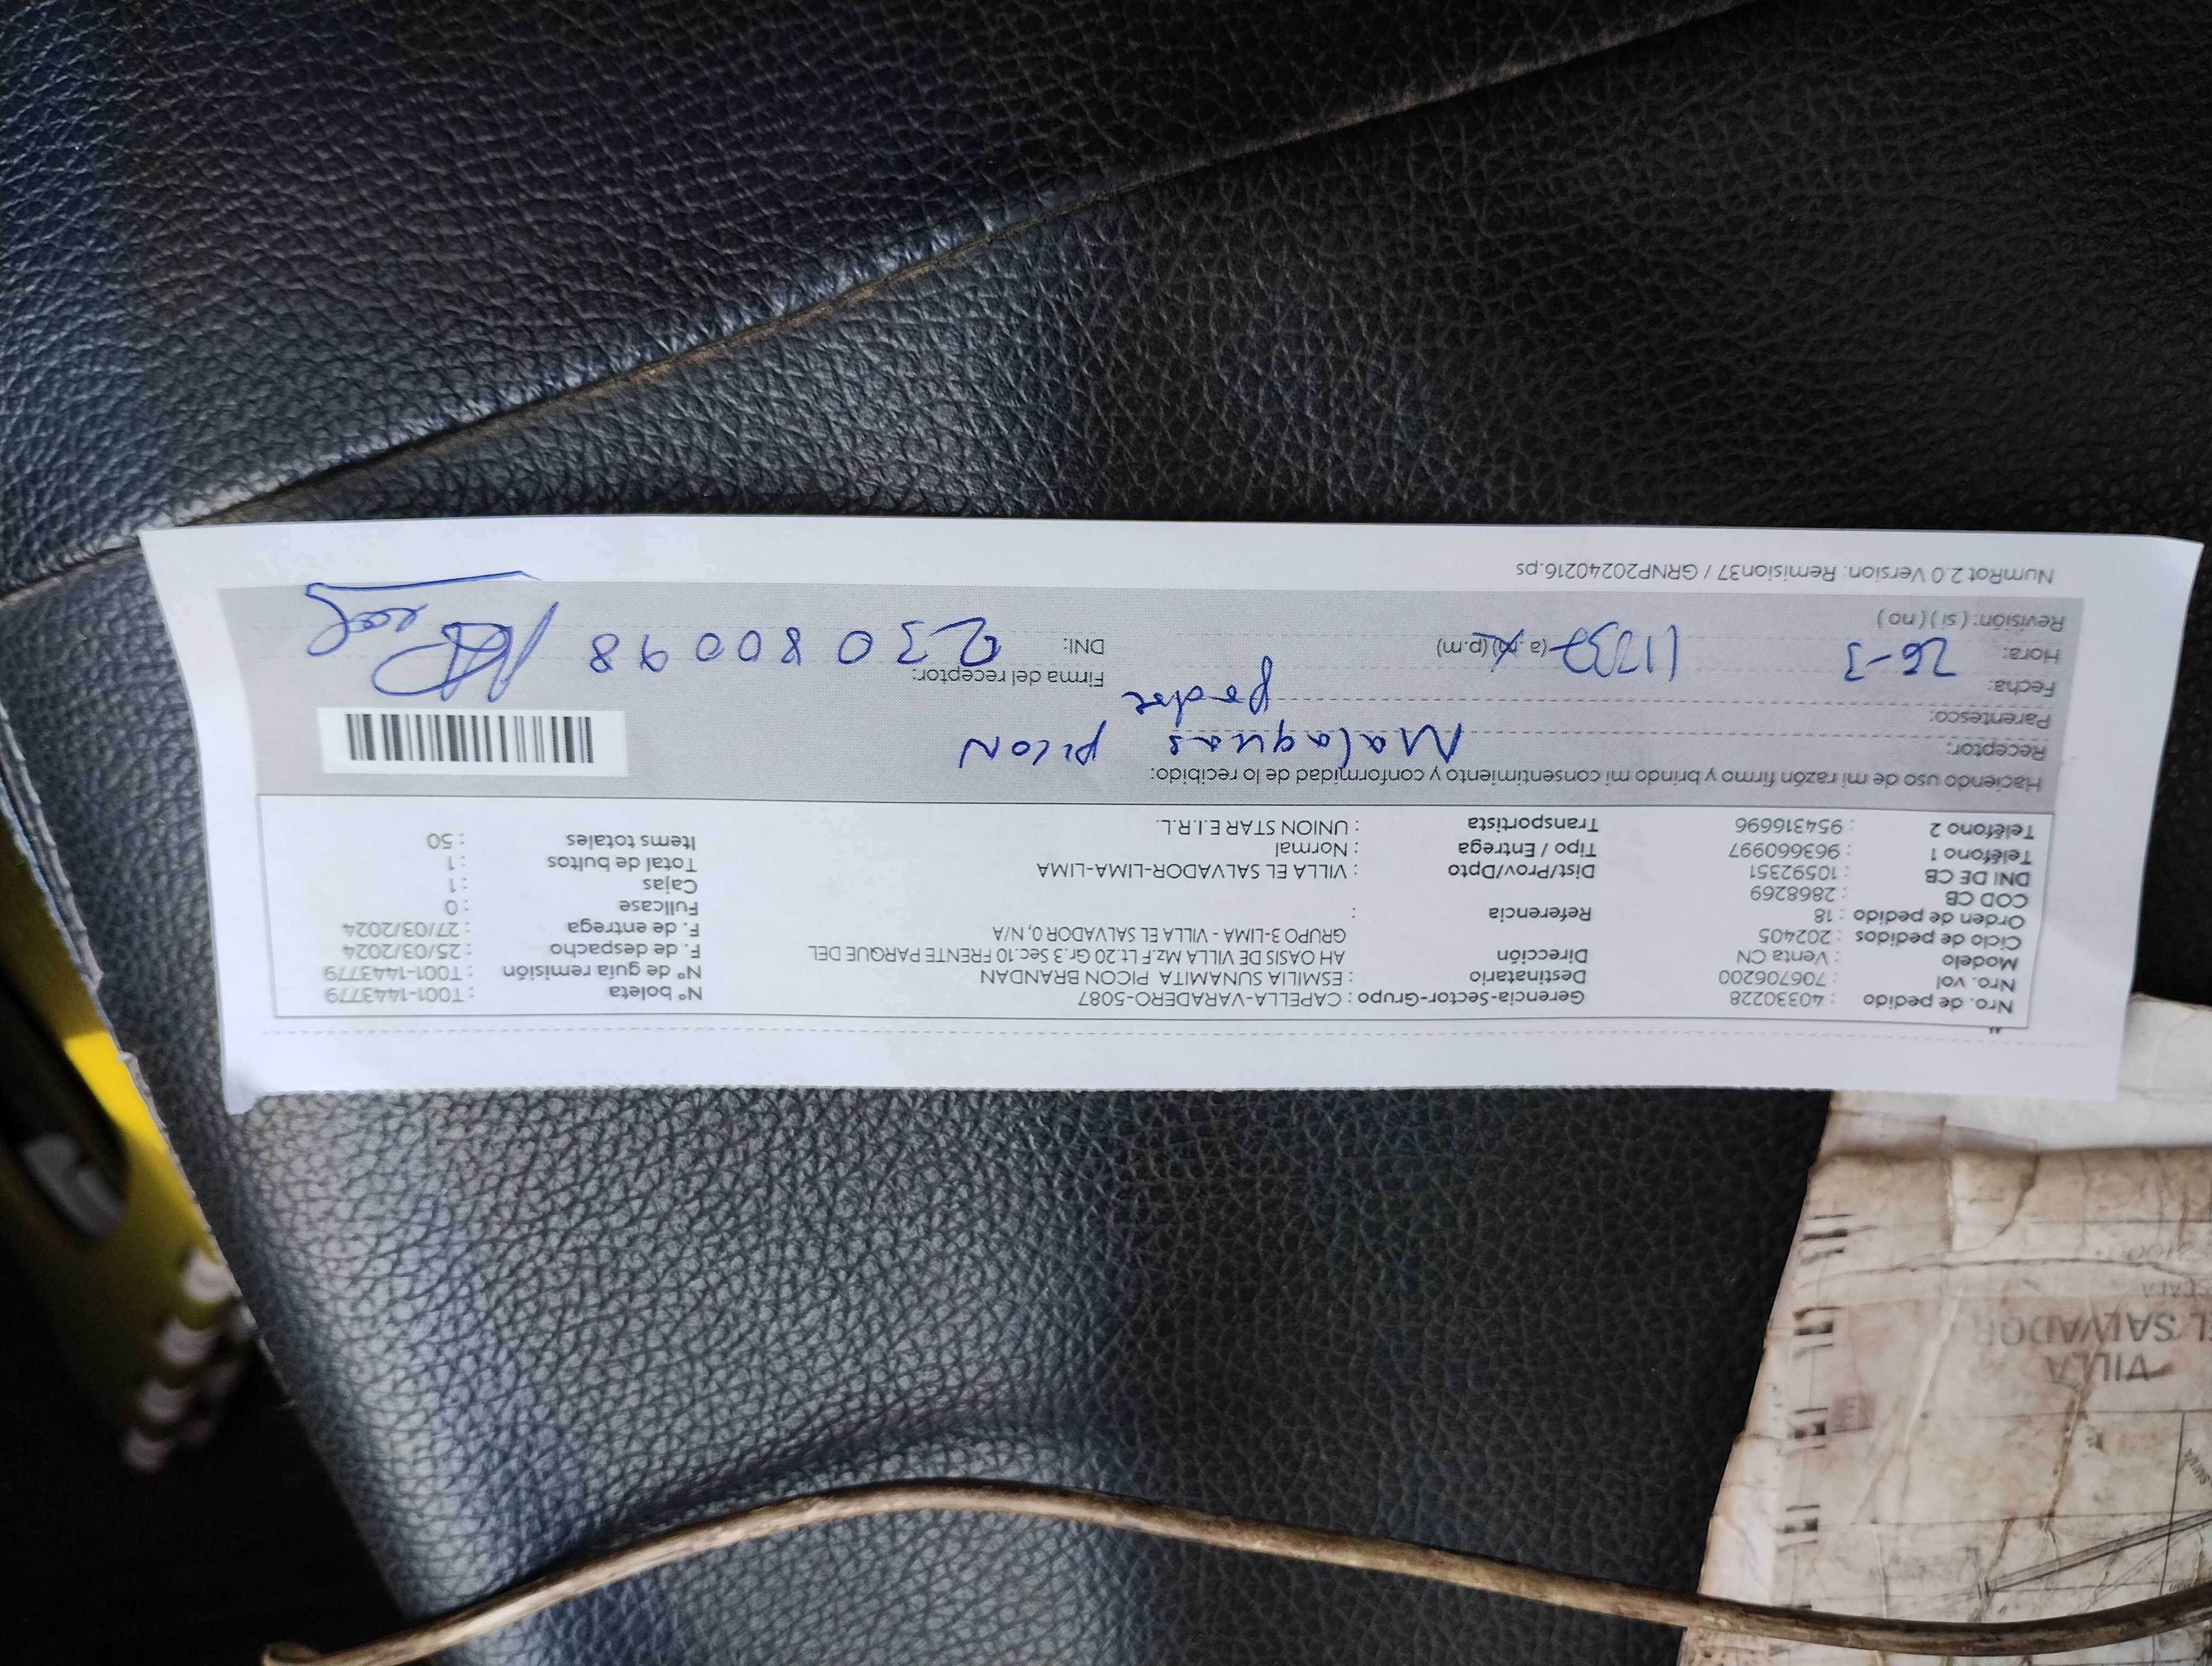 Nro. de pedido : 40330228 Gerencia-Sector-Grupo : CAPELLA-VARADERO-5087 N° boleta : T001-1443779
Nro. vol : 706706200 Destinatario : ESMILIA SUNAMITA PICON BRANDAN N° de guía remisión : T001-1443779
Modelo : Venta CN Dirección AH OASIS DE VILLA Mz.F Lt.20 Gr.3 Sec.10 FRENTE PARQUE DEL F. de despacho : 25/03/2024
Ciclo de pedidos : 202405 GRUPO 3-LIMA - VILLA EL SALVADOR 0, N/A F. de entrega : 27/03/2024
Orden de pedido : 18 Referencia : Fullcase : 0
COD CB : 2868269 Cajas : 1
DNI DE CB : 10592351 Dist/Prov/Dpto : VILLA EL SALVADOR-LIMA-LIMA Total de bultos : 1
Teléfono 1 : 963660997 Tipo / Entrega : Normal Items totales : 50
Teléfono 2 : 954316696 Transportista : UNION STAR E.I.R.L.
Haciendo uso de mi razón firmo y brindo mi consentimiento y conformidad de lo recibido:
Receptor: Malaquas PICON
Parentesco: padre
Fecha: 26-3 Firma del receptor:
Hora: (a.m) (p.m) DNI: 23080098
Revisión: ( si ) ( no )
NumRot 2.0 Version: Remision37 / GRNP20240216.ps
VILLA
EL SALVADOR